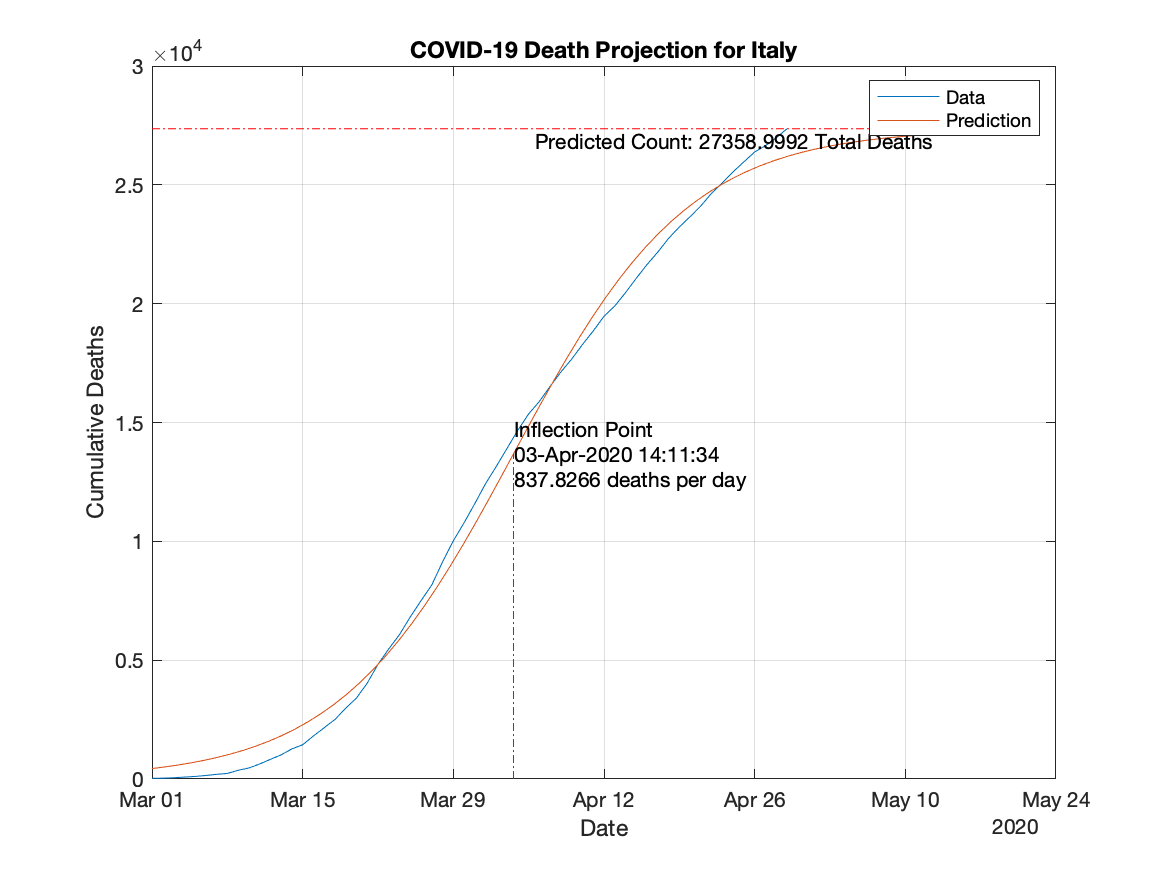 COVID-19 Death Projection for Italy
×10⁴
3
2.5
2
1.5
1
0.5
0
Cumulative Deaths
Data
Prediction
Predicted Count: 27358.9992 Total Deaths
Inflection Point
03-Apr-2020 14:11:34
837.8266 deaths per day
Mar 01 Mar 15 Mar 29 Apr 12 Apr 26 May 10 May 24
Date
2020